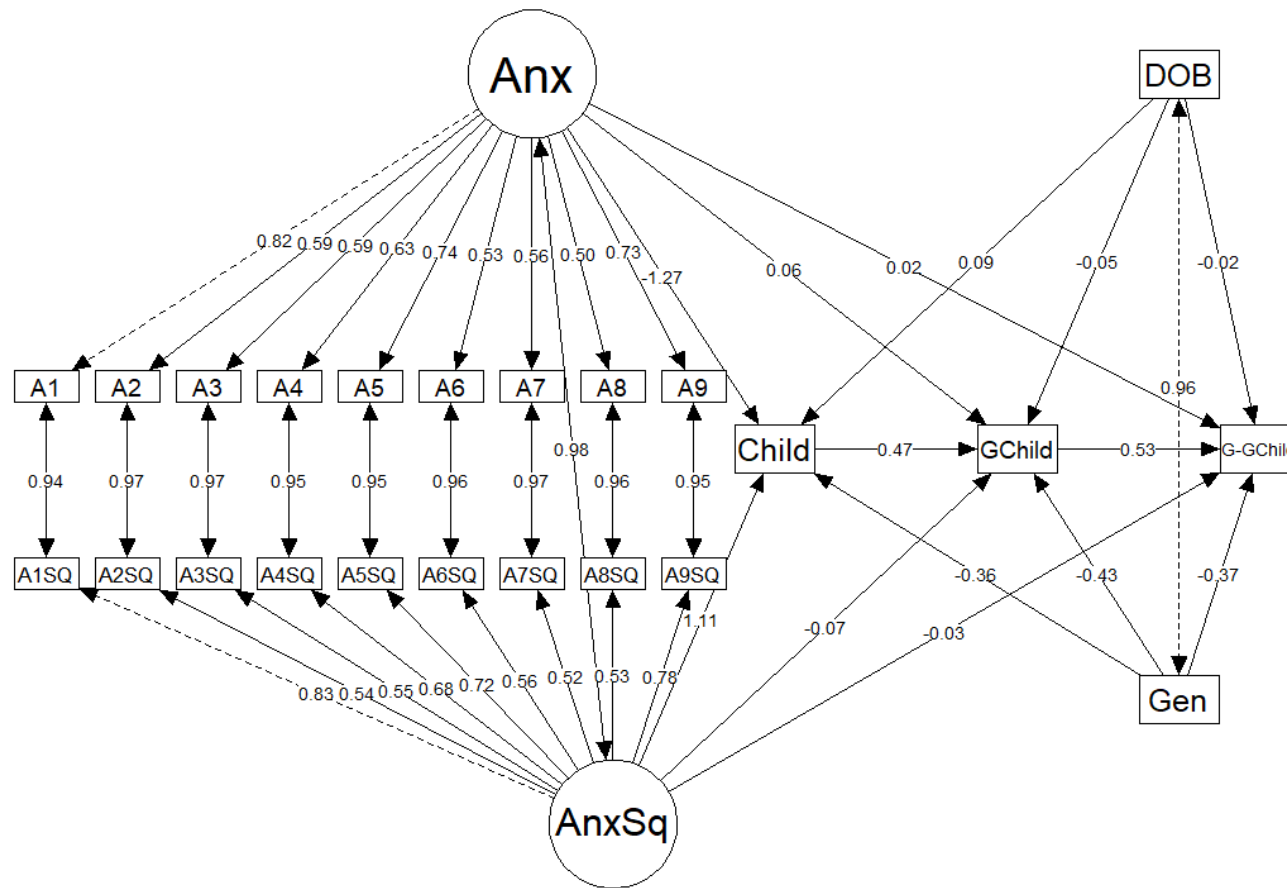 Anx
DOB
0.82 0.59 0.59 0.63 0.74 0.53 0.56 0.50 0.73
-1.27
0.06
0.02
0.09
-0.05
-0.02
A1 A2 A3 A4 A5 A6 A7 A8 A9
0.96
Child
0.47
GChild
0.53
G-GChild
0.98
0.94 0.97 0.97 0.95 0.95 0.96 0.97 0.96 0.95
A1SQ A2SQ A3SQ A4SQ A5SQ A6SQ A7SQ A8SQ A9SQ
-0.36
-0.43
-0.37
1.11
-0.07
-0.03
0.83 0.54 0.55 0.68 0.72 0.56 0.52 0.53 0.78
Gen
AnxSq